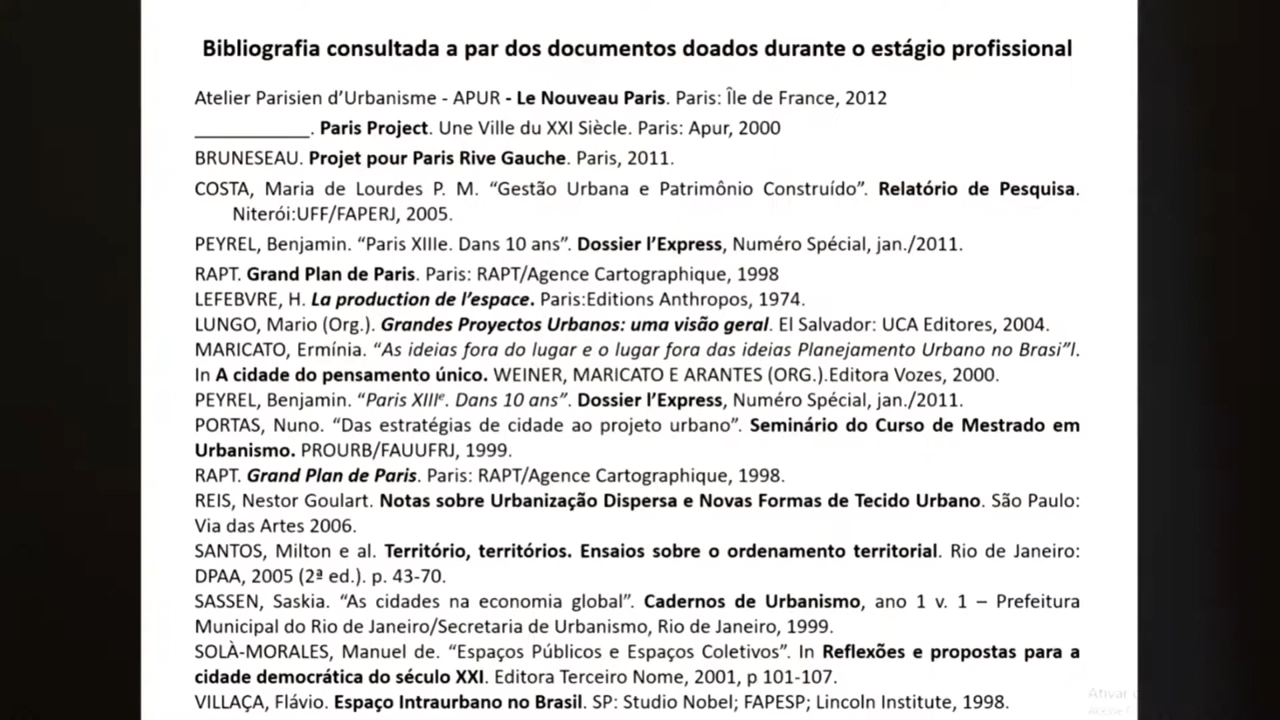 Bibliografia consultada a par dos documentos doados durante o estágio profissional
Atelier Parisien d’Urbanisme - APUR - Le Nouveau Paris. Paris: Île de France, 2012
____________. Paris Project. Une Ville du XXI Siècle. Paris: Apur, 2000
BRUNESEAU. Projet pour Paris Rive Gauche. Paris, 2011.
COSTA, Maria de Lourdes P. M. “Gestão Urbana e Patrimônio Construído”. Relatório de Pesquisa.
Niterói:UFF/FAPERJ, 2005.
PEYREL, Benjamin. “Paris XIIIe. Dans 10 ans”. Dossier l’Express, Numéro Spécial, jan./2011.
RAPT. Grand Plan de Paris. Paris: RAPT/Agence Cartographique, 1998
LEFEBVRE, H. La production de l’espace. Paris:Editions Anthropos, 1974.
LUNGO, Mario (Org.). Grandes Proyectos Urbanos: uma visão geral. El Salvador: UCA Editores, 2004.
MARICATO, Ermínia. “As ideias fora do lugar e o lugar fora das ideias Planejamento Urbano no Brasi”l.
In A cidade do pensamento único. WEINER, MARICATO E ARANTES (ORG.).Editora Vozes, 2000.
PEYREL, Benjamin. “Paris XIIIᵉ. Dans 10 ans”. Dossier l’Express, Numéro Spécial, jan./2011.
PORTAS, Nuno. “Das estratégias de cidade ao projeto urbano”. Seminário do Curso de Mestrado em
Urbanismo. PROURB/FAUUFRJ, 1999.
RAPT. Grand Plan de Paris. Paris: RAPT/Agence Cartographique, 1998.
REIS, Nestor Goulart. Notas sobre Urbanização Dispersa e Novas Formas de Tecido Urbano. São Paulo:
Via das Artes 2006.
SANTOS, Milton e al. Território, territórios. Ensaios sobre o ordenamento territorial. Rio de Janeiro:
DPAA, 2005 (2ª ed.). p. 43-70.
SASSEN, Saskia. “As cidades na economia global”. Cadernos de Urbanismo, ano 1 v. 1 – Prefeitura
Municipal do Rio de Janeiro/Secretaria de Urbanismo, Rio de Janeiro, 1999.
SOLÀ-MORALES, Manuel de. “Espaços Públicos e Espaços Coletivos”. In Reflexões e propostas para a
cidade democrática do século XXI. Editora Terceiro Nome, 2001, p 101-107.
VILLAÇA, Flávio. Espaço Intraurbano no Brasil. SP: Studio Nobel; FAPESP; Lincoln Institute, 1998.
Ativar